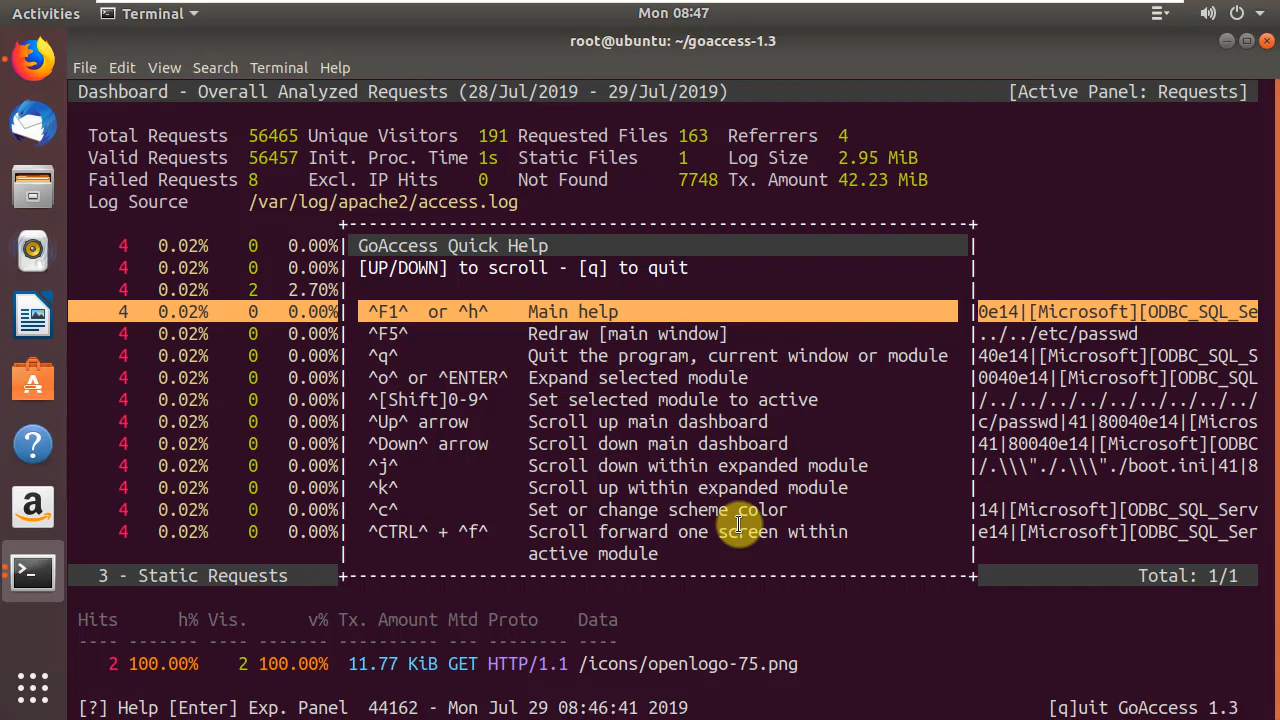 Activities Terminal Mon 08:47
root@ubuntu: ~/goaccess-1.3
File Edit View Search Terminal Help
Dashboard - Overall Analyzed Requests (28/Jul/2019 - 29/Jul/2019) [Active Panel: Requests]
Total Requests 56465 Unique Visitors 191 Requested Files 163 Referrers 4
Valid Requests 56457 Init. Proc. Time 1s Static Files 1 Log Size 2.95 MiB
Failed Requests 8 Excl. IP Hits 0 Not Found 7748 Tx. Amount 42.23 MiB
Log Source /var/log/apache2/access.log
+--------------------------------------------------------------+
4 0.02% 0 0.00%| GoAccess Quick Help |
4 0.02% 0 0.00%| [UP/DOWN] to scroll - [q] to quit |
4 0.02% 2 2.70%| |
4 0.02% 0 0.00%| ^F1^ or ^h^ Main help |0e14|[Microsoft][ODBC_SQL_Se
4 0.02% 0 0.00%| ^F5^ Redraw [main window] |../../etc/passwd
4 0.02% 0 0.00%| ^q^ Quit the program, current window or module |40e14|[Microsoft][ODBC_SQL_S
4 0.02% 0 0.00%| ^o^ or ^ENTER^ Expand selected module |0040e14|[Microsoft][ODBC_SQL
4 0.02% 0 0.00%| ^[Shift]0-9^ Set selected module to active |/../../../../../../../../../
4 0.02% 0 0.00%| ^Up^ arrow Scroll up main dashboard |c/passwd|41|80040e14|[Micros
4 0.02% 0 0.00%| ^Down^ arrow Scroll down main dashboard |41|80040e14|[Microsoft][ODBC
4 0.02% 0 0.00%| ^j^ Scroll down within expanded module |/.\\\"./.\\\"./boot.ini|41|8
4 0.02% 0 0.00%| ^k^ Scroll up within expanded module |
4 0.02% 0 0.00%| ^c^ Set or change scheme color |14|[Microsoft][ODBC_SQL_Serv
4 0.02% 0 0.00%| ^CTRL^ + ^f^ Scroll forward one screen within |e14|[Microsoft][ODBC_SQL_Ser
| active module |
3 - Static Requests +--------------------------------------------------------------+ Total: 1/1
Hits h% Vis. v% Tx. Amount Mtd Proto Data
---- ------- ---- ------- ---------- --- -------- ----
2 100.00% 2 100.00% 11.77 KiB GET HTTP/1.1 /icons/openlogo-75.png
[?] Help [Enter] Exp. Panel 44162 - Mon Jul 29 08:46:41 2019 [q]uit GoAccess 1.3